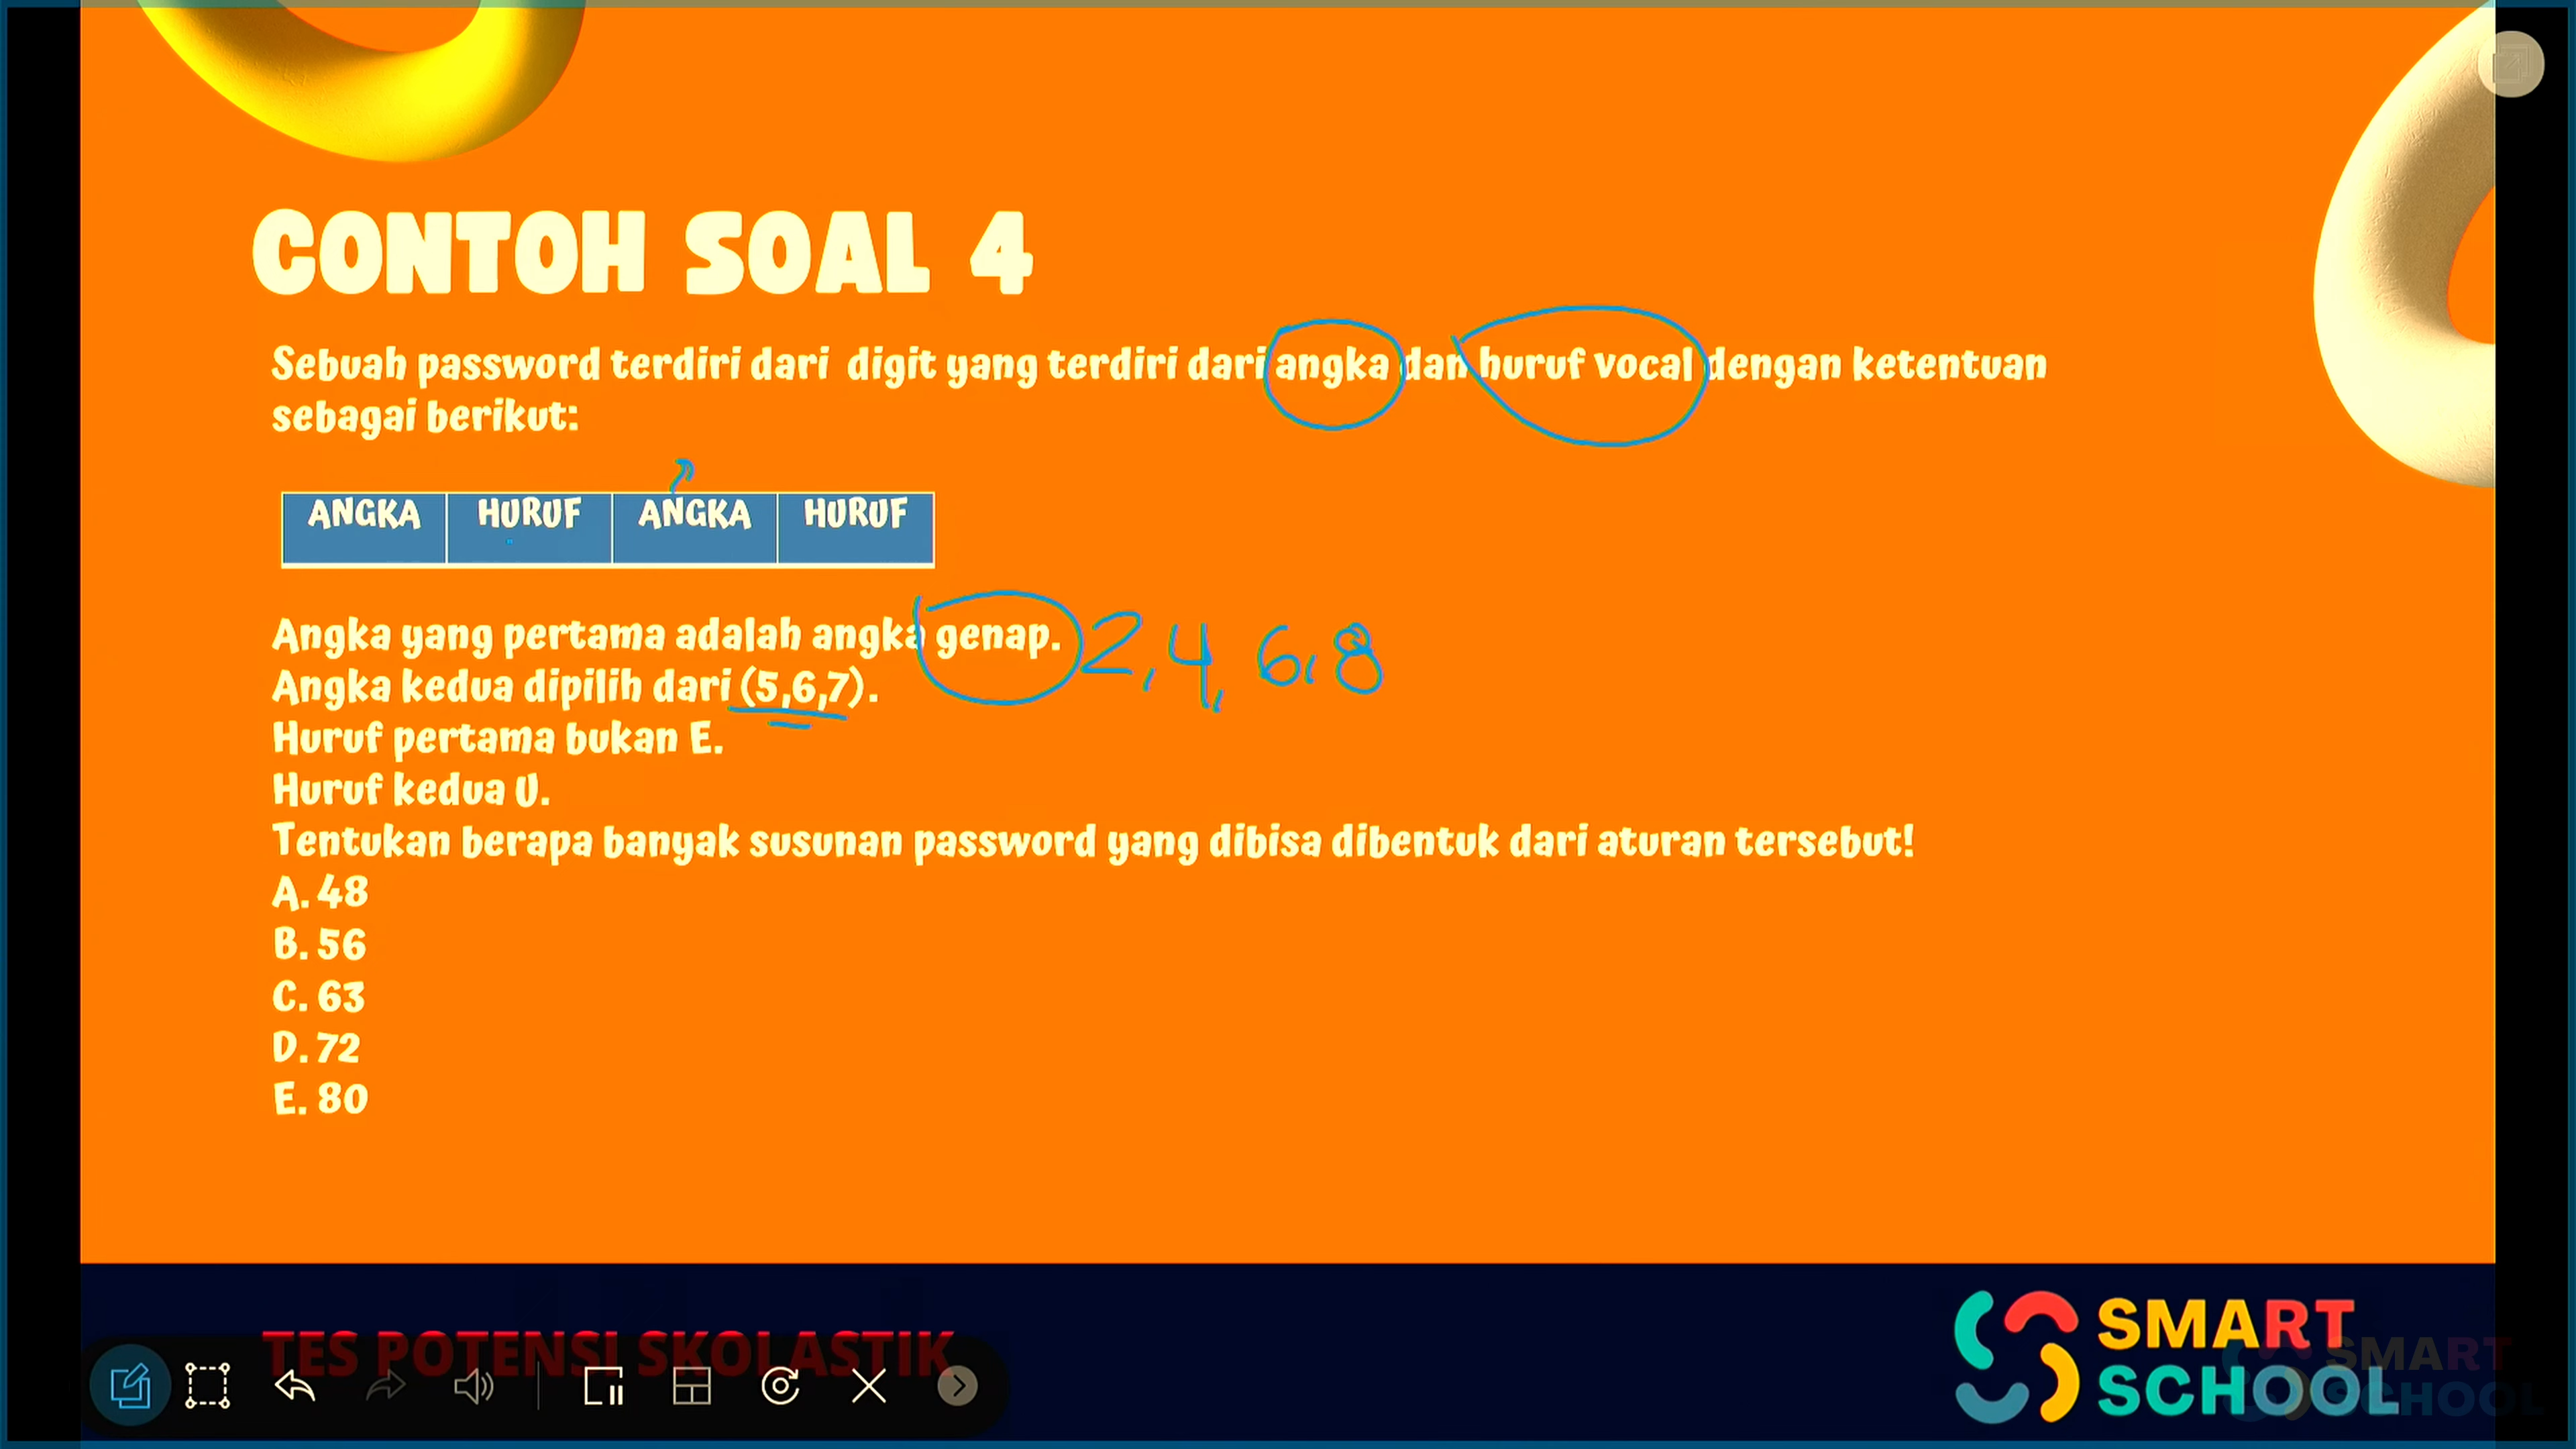 CONTOH SOAL 4
Sebuah password terdiri dari digit yang terdiri dari angka dan huruf vocal dengan ketentuan
sebagai berikut:
ANGKA HURUF ANGKA HURUF
Angka yang pertama adalah angka genap. 2, 4, 6, 8
Angka kedua dipilih dari (5,6,7).
Huruf pertama bukan E.
Huruf kedua U.
Tentukan berapa banyak susunan password yang dibisa dibentuk dari aturan tersebut!
A. 48
B. 56
C. 63
D. 72
E. 80
TES POTENSI SKOLASTIK
SMART
SCHOOL
SMART
SCHOOL